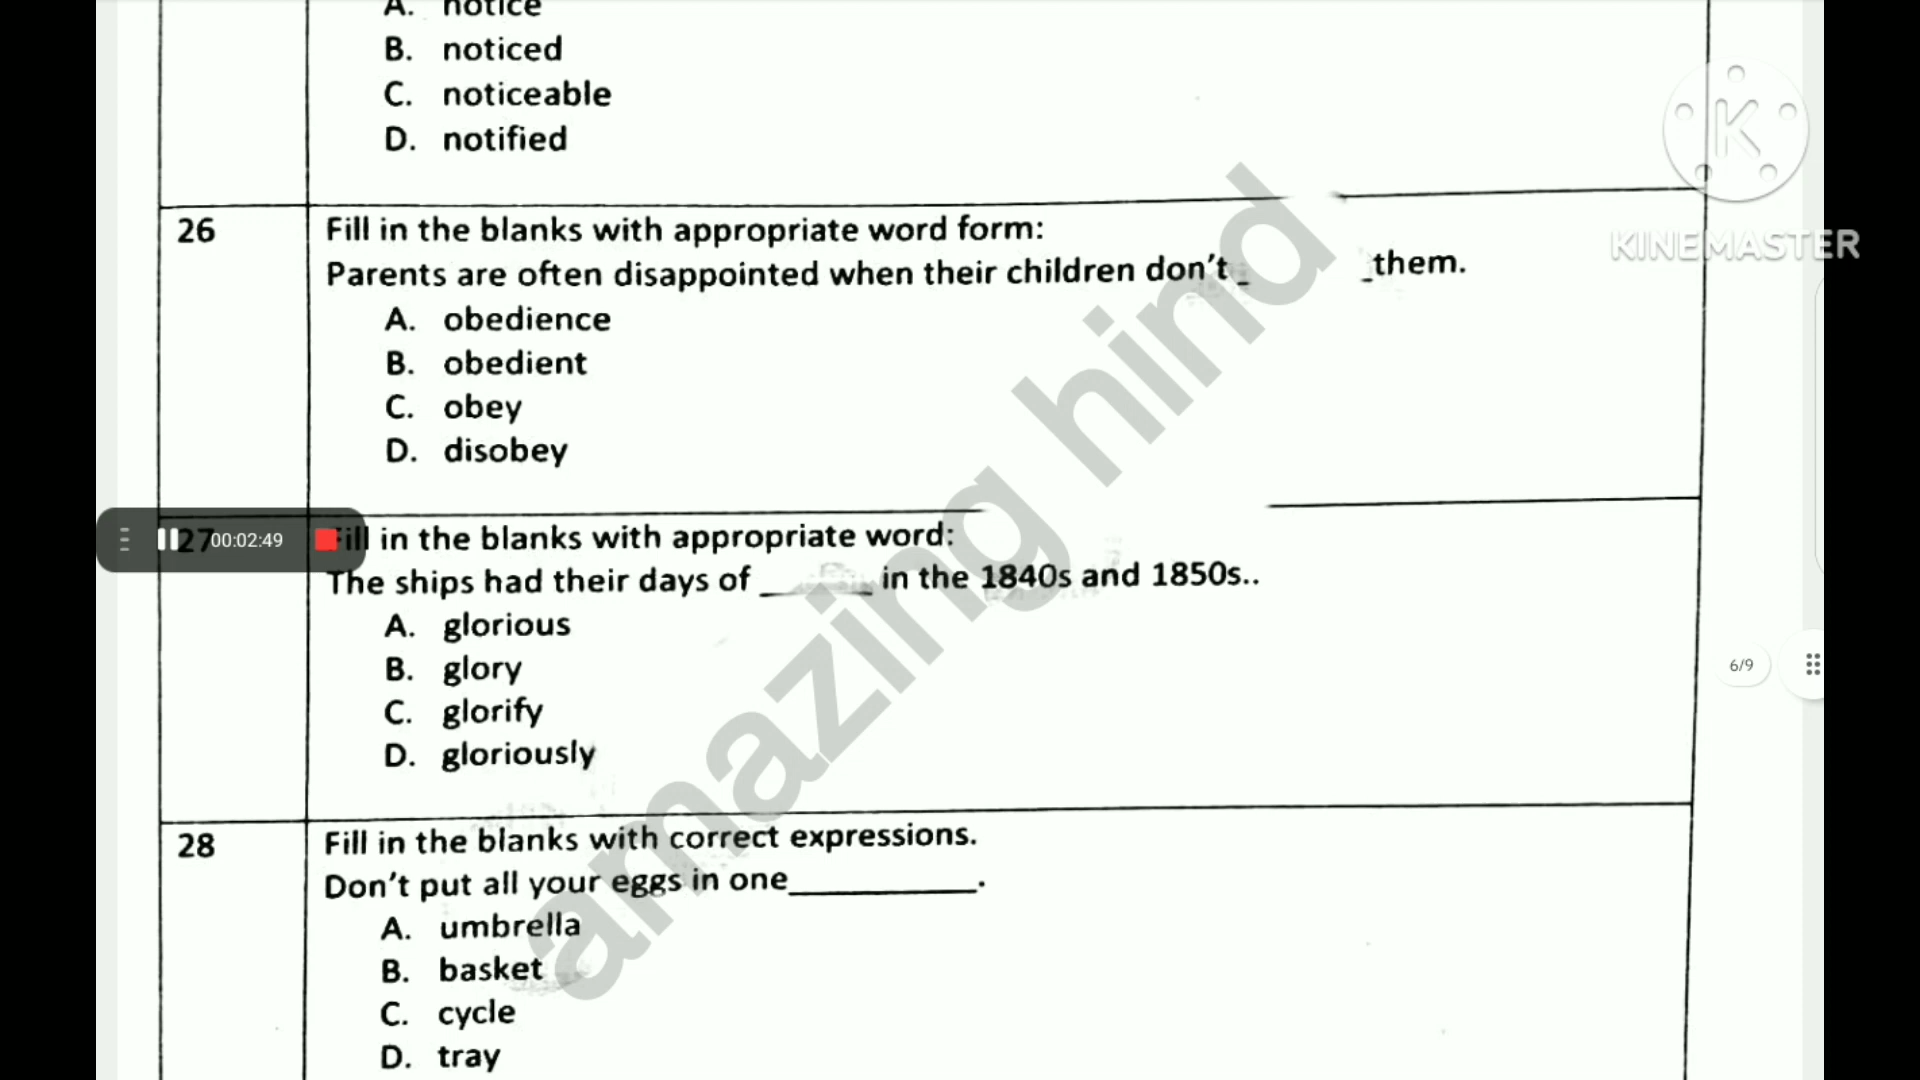 A. notice
B. noticed
C. noticeable
D. notified
KINEMASTER
26
Fill in the blanks with appropriate word form:
Parents are often disappointed when their children don't_ _them.
A. obedience
B. obedient
C. obey
D. disobey
27
00:02:49
Fill in the blanks with appropriate word:
The ships had their days of ______ in the 1840s and 1850s..
A. glorious
B. glory
C. glorify
D. gloriously
6/9
28
Fill in the blanks with correct expressions.
Don't put all your eggs in one__________.
A. umbrella
B. basket
C. cycle
D. tray
amazing hind